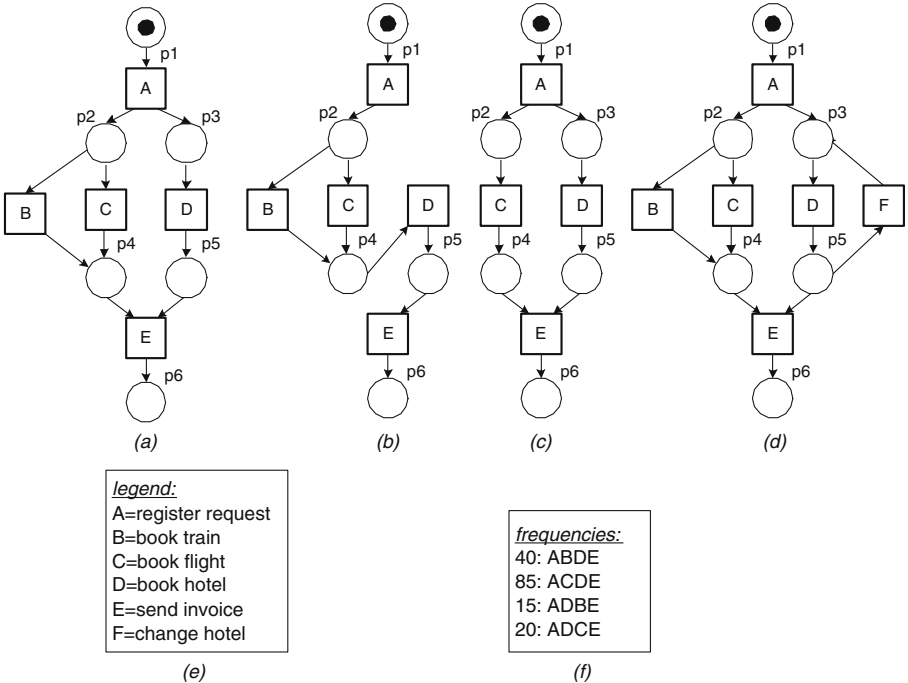 p1 p1 p1 p1
A A A A
p2 p3 p2 p2 p3 p2 p3
B C D B C D C D B C D F
p4 p5 p4 p5 p4 p5 p4 p5
E E E E
p6 p6 p6 p6
(a) (b) (c) (d)
legend:
A=register request
B=book train
C=book flight
D=book hotel
E=send invoice
F=change hotel
(e)
frequencies:
40: ABDE
85: ACDE
15: ADBE
20: ADCE
(f)